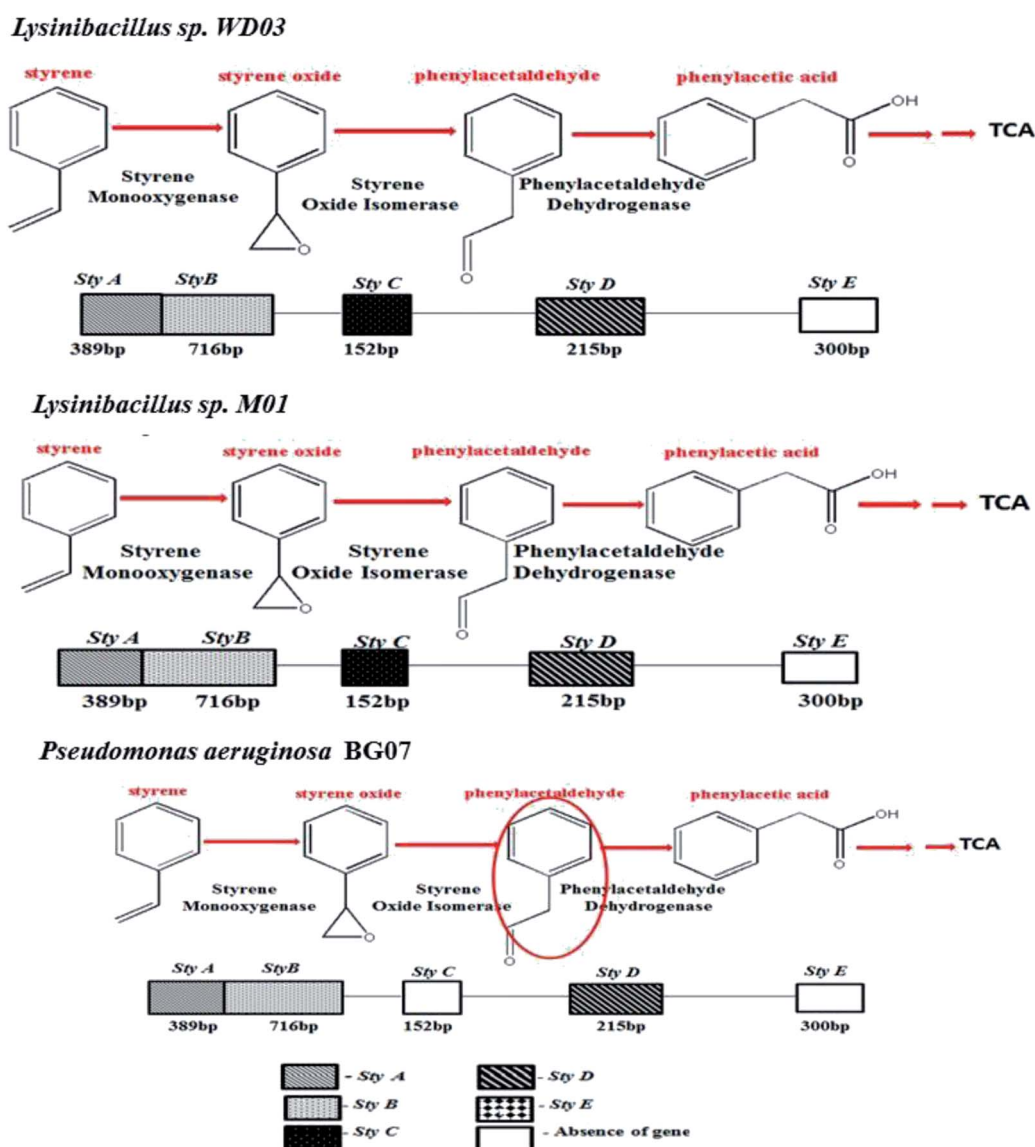 Lysinibacillus sp. WD03
styrene styrene oxide phenylacetaldehyde phenylacetic acid
OH
TCA
O
Styrene Styrene Phenylacetaldehyde
Monooxygenase Oxide Isomerase Dehydrogenase
O
O
Sty A StyB Sty C Sty D Sty E
389bp 716bp 152bp 215bp 300bp
Lysinibacillus sp. M01
styrene styrene oxide phenylacetaldehyde phenylacetic acid
OH
TCA
O
Styrene Styrene Phenylacetaldehyde
Monooxygenase Oxide Isomerase Dehydrogenase
O
O
Sty A StyB Sty C Sty D Sty E
389bp 716bp 152bp 215bp 300bp
Pseudomonas aeruginosa BG07
styrene styrene oxide phenylacetaldehyde phenylacetic acid
OH
TCA
O
Styrene Styrene Phenylacetaldehyde
Monooxygenase Oxide Isomerase Dehydrogenase
O
O
Sty A StyB Sty C Sty D Sty E
389bp 716bp 152bp 215bp 300bp
- Sty A - Sty D
- Sty B - Sty E
- Sty C - Absence of gene